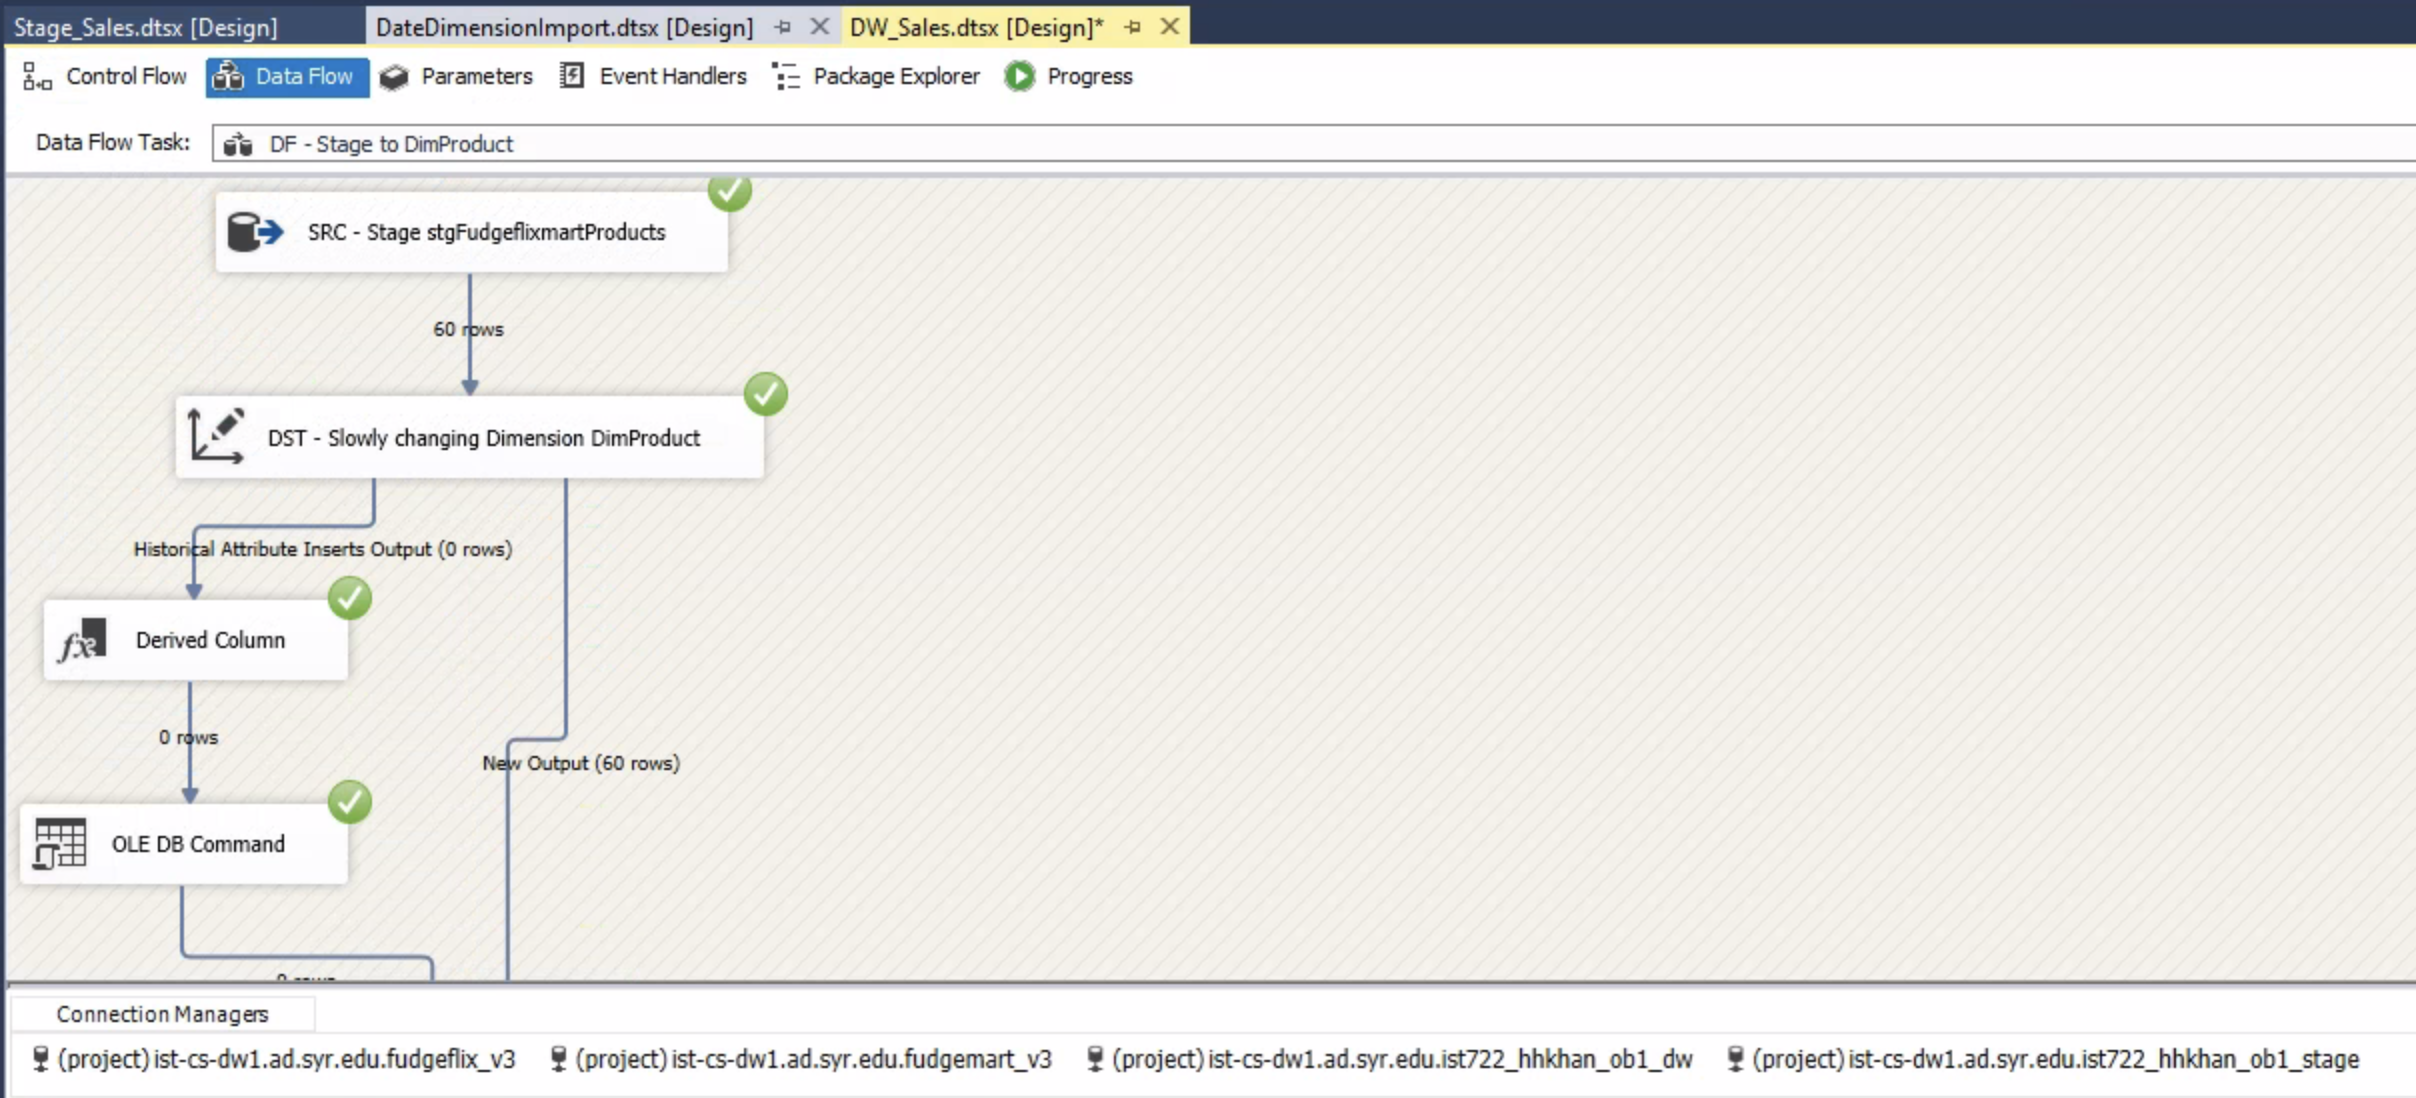 Stage_Sales.dtsx [Design]
DateDimensionImport.dtsx [Design]
DW_Sales.dtsx [Design]*
Control Flow
Data Flow
Parameters
Event Handlers
Package Explorer
Progress
Data Flow Task:
DF - Stage to DimProduct
SRC - Stage stgFudgeflixmartProducts
60 rows
DST - Slowly changing Dimension DimProduct
Historical Attribute Inserts Output (0 rows)
Derived Column
0 rows
New Output (60 rows)
OLE DB Command
Connection Managers
(project) ist-cs-dw1.ad.syr.edu.fudgeflix_v3
(project) ist-cs-dw1.ad.syr.edu.fudgemart_v3
(project) ist-cs-dw1.ad.syr.edu.ist722_hhkhan_ob1_dw
(project) ist-cs-dw1.ad.syr.edu.ist722_hhkhan_ob1_stage